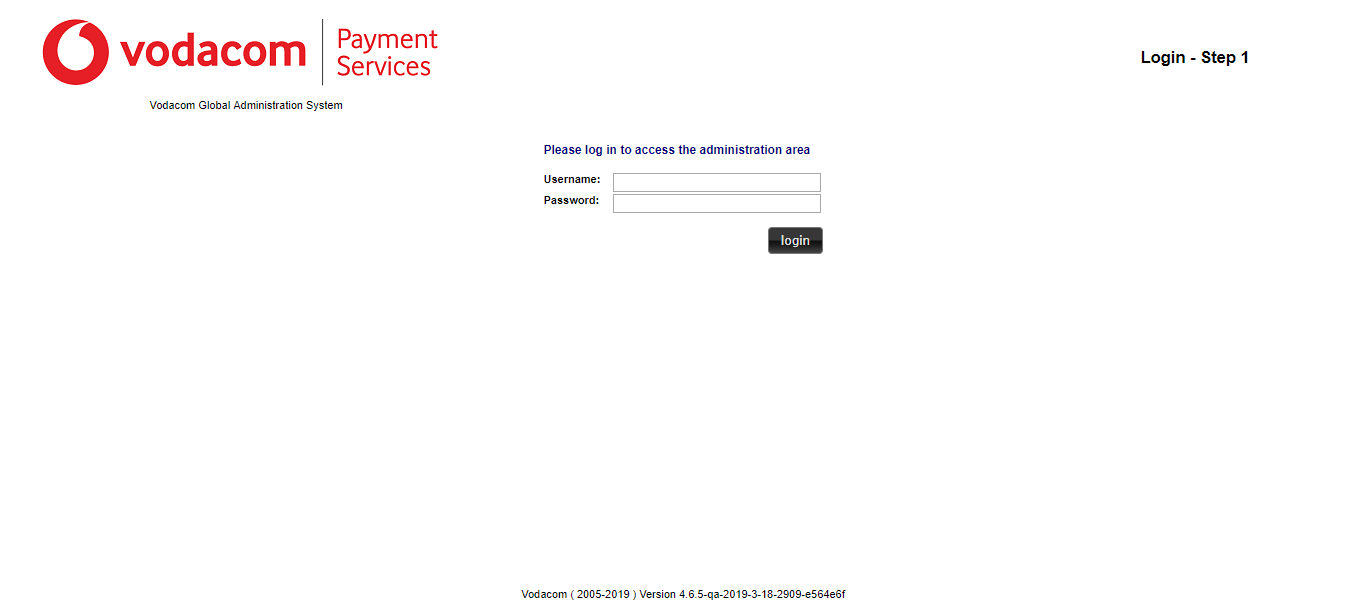 vodacom
Payment
Services
Login - Step 1
Vodacom Global Administration System
Please log in to access the administration area
Username:
Password:
login
Vodacom ( 2005-2019 ) Version 4.6.5-qa-2019-3-18-2909-e564e6f